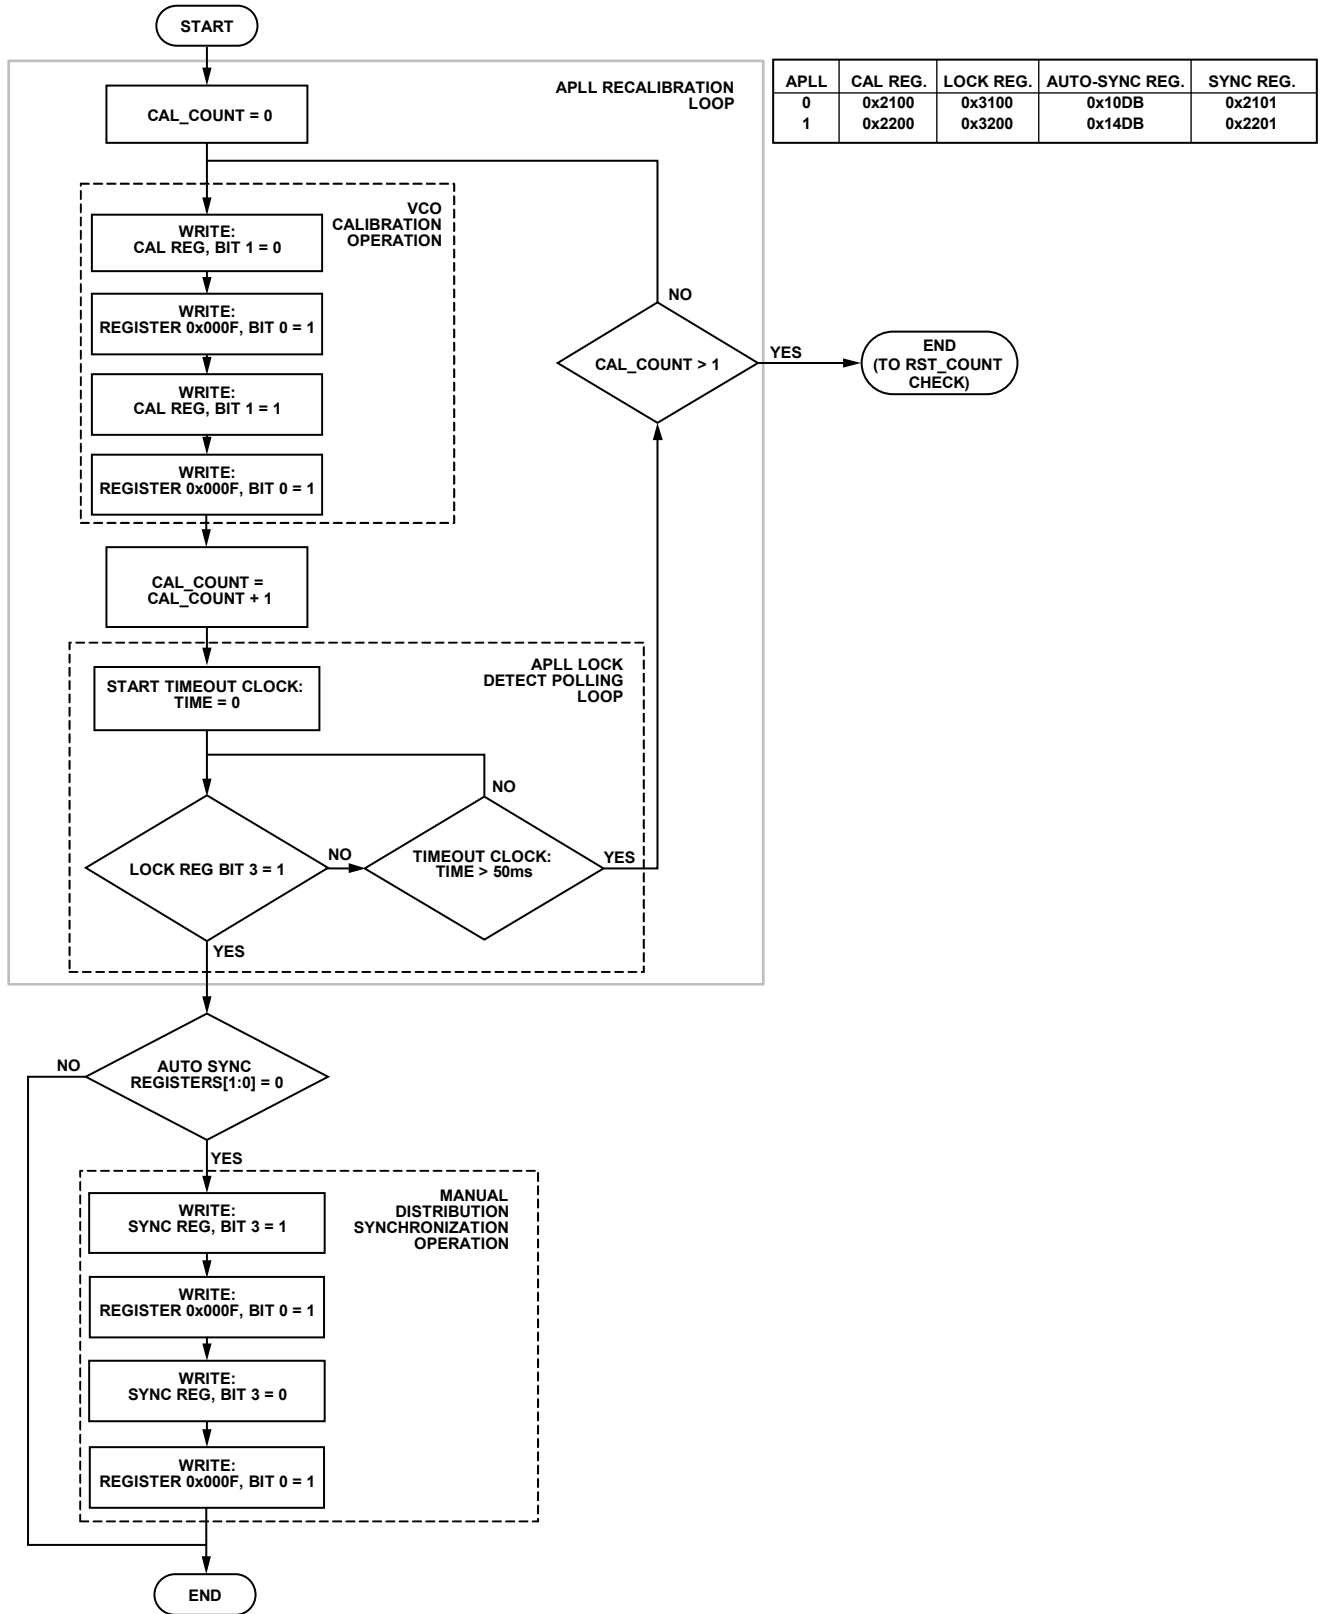 START
APLL RECALIBRATION
LOOP
APLL CAL REG. LOCK REG. AUTO-SYNC REG. SYNC REG.
0 0x2100 0x3100 0x10DB 0x2101
1 0x2200 0x3200 0x14DB 0x2201
CAL_COUNT = 0
VCO
CALIBRATION
OPERATION
WRITE:
CAL REG, BIT 1 = 0
WRITE:
REGISTER 0x000F, BIT 0 = 1
WRITE:
CAL REG, BIT 1 = 1
WRITE:
REGISTER 0x000F, BIT 0 = 1
NO
CAL_COUNT > 1
YES
END
(TO RST_COUNT
CHECK)
CAL_COUNT =
CAL_COUNT + 1
APLL LOCK
DETECT POLLING
LOOP
START TIMEOUT CLOCK:
TIME = 0
NO
LOCK REG BIT 3 = 1
NO
TIMEOUT CLOCK:
TIME > 50ms
YES
YES
NO
AUTO SYNC
REGISTERS[1:0] = 0
YES
MANUAL
DISTRIBUTION
SYNCHRONIZATION
OPERATION
WRITE:
SYNC REG, BIT 3 = 1
WRITE:
REGISTER 0x000F, BIT 0 = 1
WRITE:
SYNC REG, BIT 3 = 0
WRITE:
REGISTER 0x000F, BIT 0 = 1
END